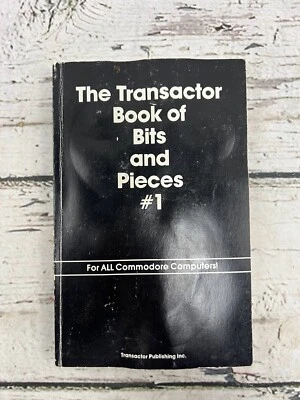 The Transactor
Book of
Bits
and
Pieces
#1
For ALL Commodore Computers!
Transactor Publishing Inc.